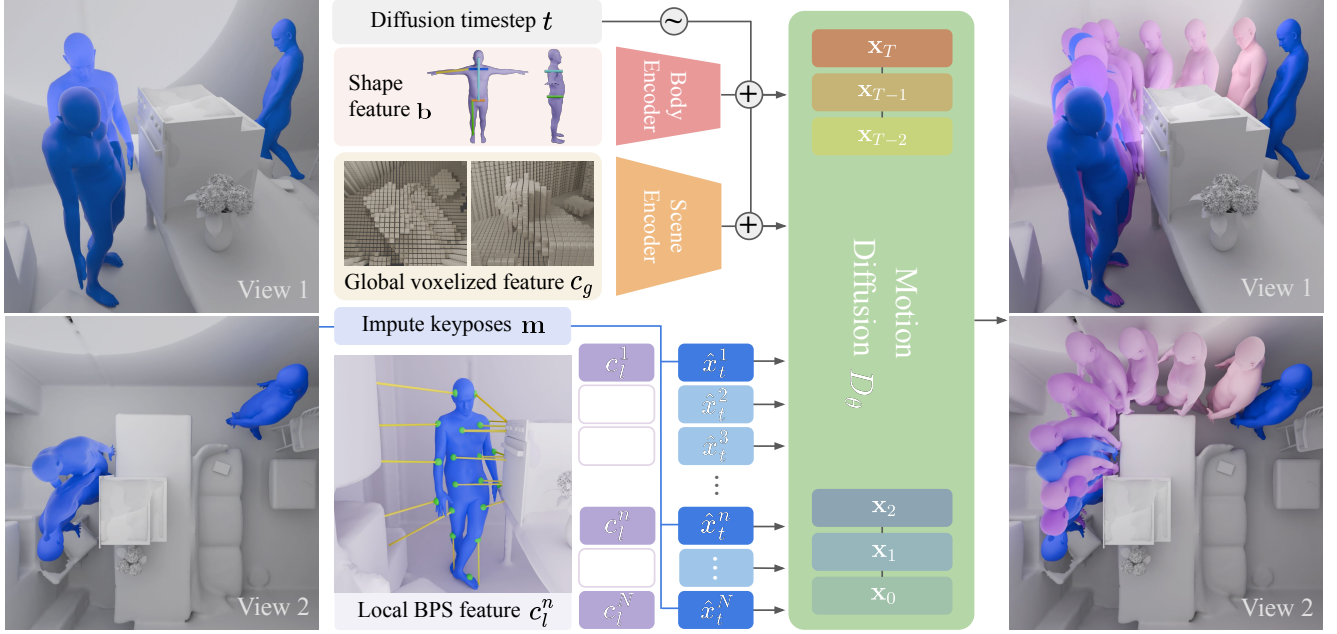 View 1
View 2
Diffusion timestep t
~
Shape
feature b
Body
Encoder
+
Global voxelized feature c_g
Scene
Encoder
+
Impute keyposes m
Local BPS feature c_l^n
c_l^1
c_l^n
c_l^N
x̂_t^1
x̂_t^2
x̂_t^3
⋮
x̂_t^n
⋮
x̂_t^N
x_T
x_{T−1}
x_{T−2}
Motion
Diffusion D_θ
x_2
x_1
x_0
View 1
View 2